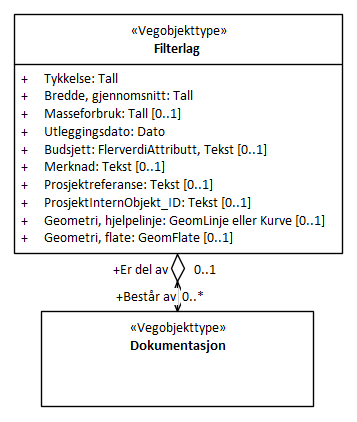 «Vegobjekttype»
Filterlag
+ Tykkelse: Tall
+ Bredde, gjennomsnitt: Tall
+ Masseforbruk: Tall [0..1]
+ Utleggingsdato: Dato
+ Budsjett: FlerverdiAttributt, Tekst [0..1]
+ Merknad: Tekst [0..1]
+ Prosjektreferanse: Tekst [0..1]
+ ProsjektInternObjekt_ID: Tekst [0..1]
+ Geometri, hjelpelinje: GeomLinje eller Kurve [0..1]
+ Geometri, flate: GeomFlate [0..1]
+Er del av 0..1
+Består av 0..*
«Vegobjekttype»
Dokumentasjon